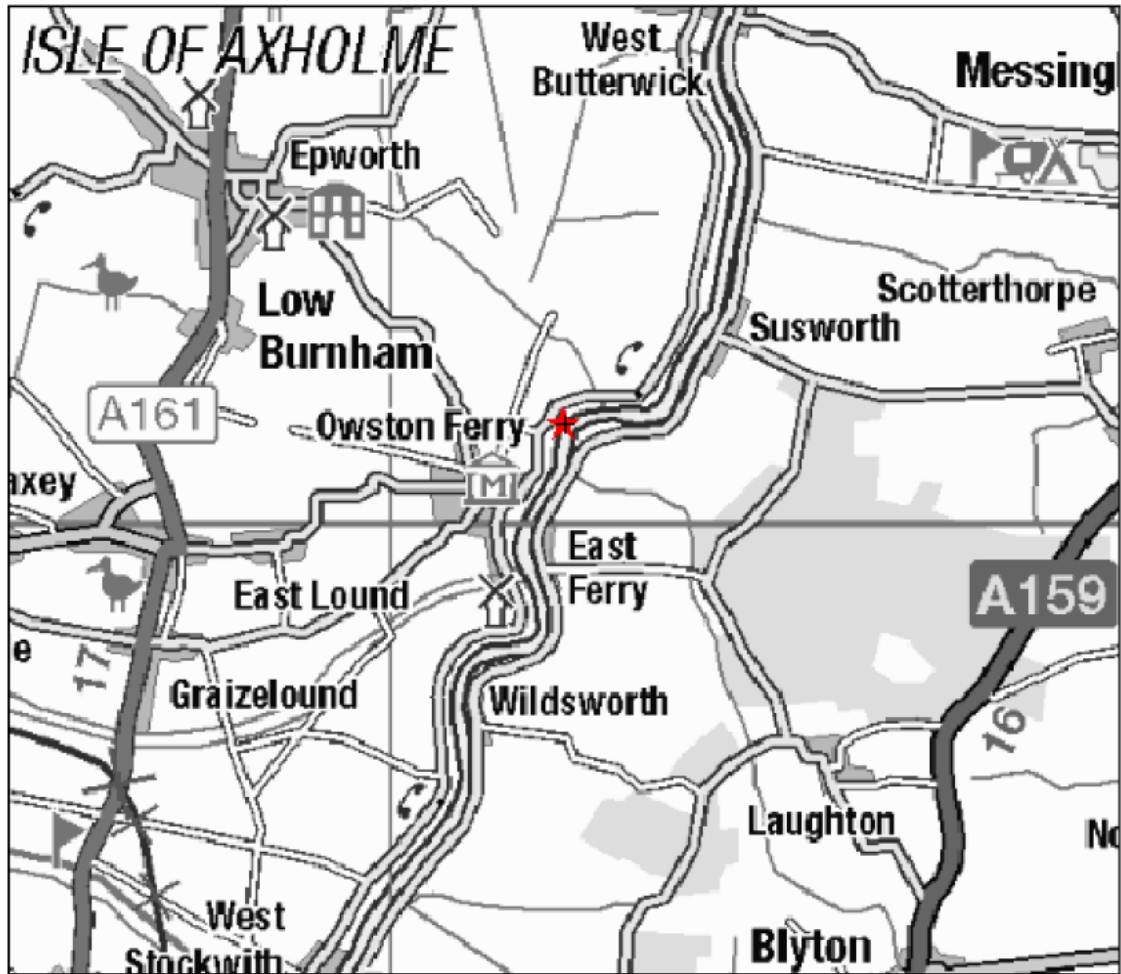 ISLE OF AXHOLME
West
Butterwick
Messing
Epworth
Low
Burnham
Scotterthorpe
Susworth
A161
Owston Ferry
axey
M
East
Ferry
East Lound
A159
e
17
Graizelound
Wildsworth
16
Laughton
No
West
Stockwith
Blyton